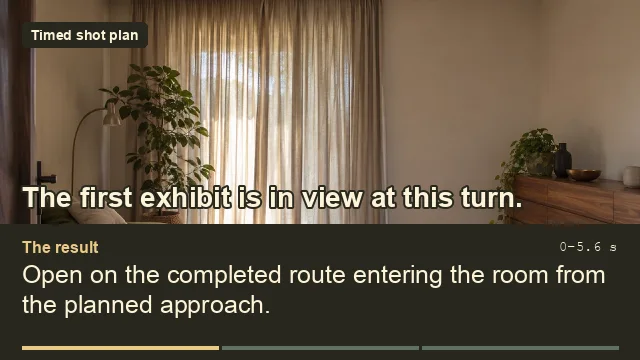 Timed shot plan
The first exhibit is in view at this turn.
The result
0–5.6 s
Open on the completed route entering the room from
the planned approach.